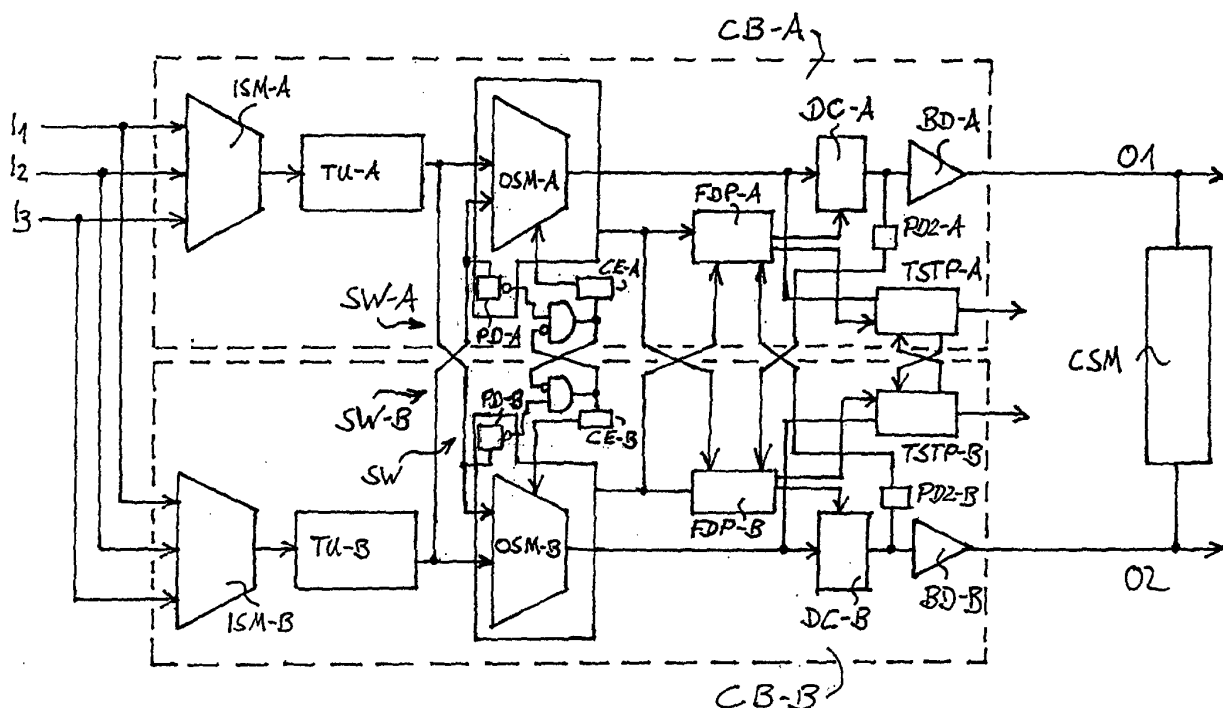 CB-A
ISM-A
I1
I2
I3
TU-A
OSM-A
DC-A
BD-A
O1
FDP-A
PD2-A
CE-A
TSTP-A
SW-A
PD-A
CSM
SW-B
PD-B
SW
CE-B
TSTP-B
PD2-B
FDP-B
TU-B
OSM-B
ISM-B
DC-B
BD-B
O2
CB-B